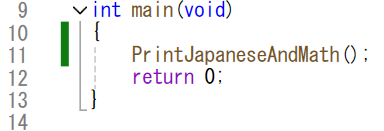 9 int main(void)
10 {
11 PrintJapaneseAndMath();
12 return 0;
13 }
14